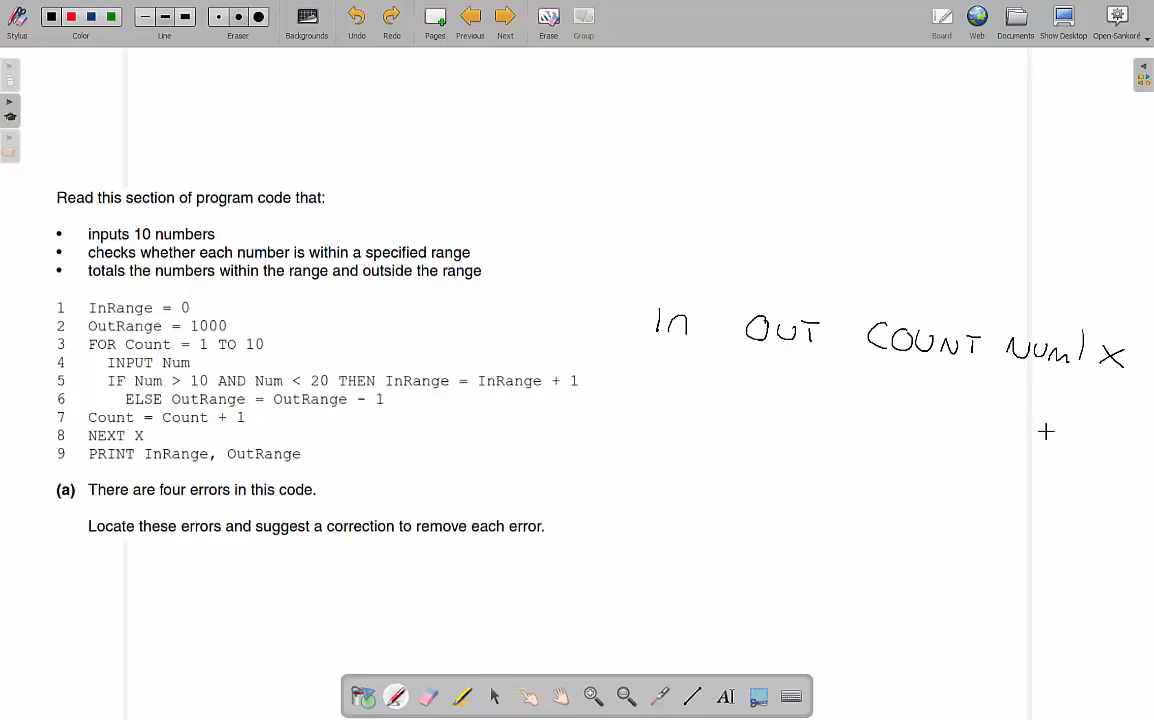 Stylus Color Line Eraser Backgrounds Undo Redo Pages Previous Next Erase Group Board Web Documents Show Desktop Open-Sankoré
Read this section of program code that:
• inputs 10 numbers
• checks whether each number is within a specified range
• totals the numbers within the range and outside the range
1 InRange = 0
2 OutRange = 1000
3 FOR Count = 1 TO 10
4 INPUT Num
5 IF Num > 10 AND Num < 20 THEN InRange = InRange + 1
6 ELSE OutRange = OutRange - 1
7 Count = Count + 1
8 NEXT X
9 PRINT InRange, OutRange
(a) There are four errors in this code.
Locate these errors and suggest a correction to remove each error.
In OUT COUNT NUM/X
AI